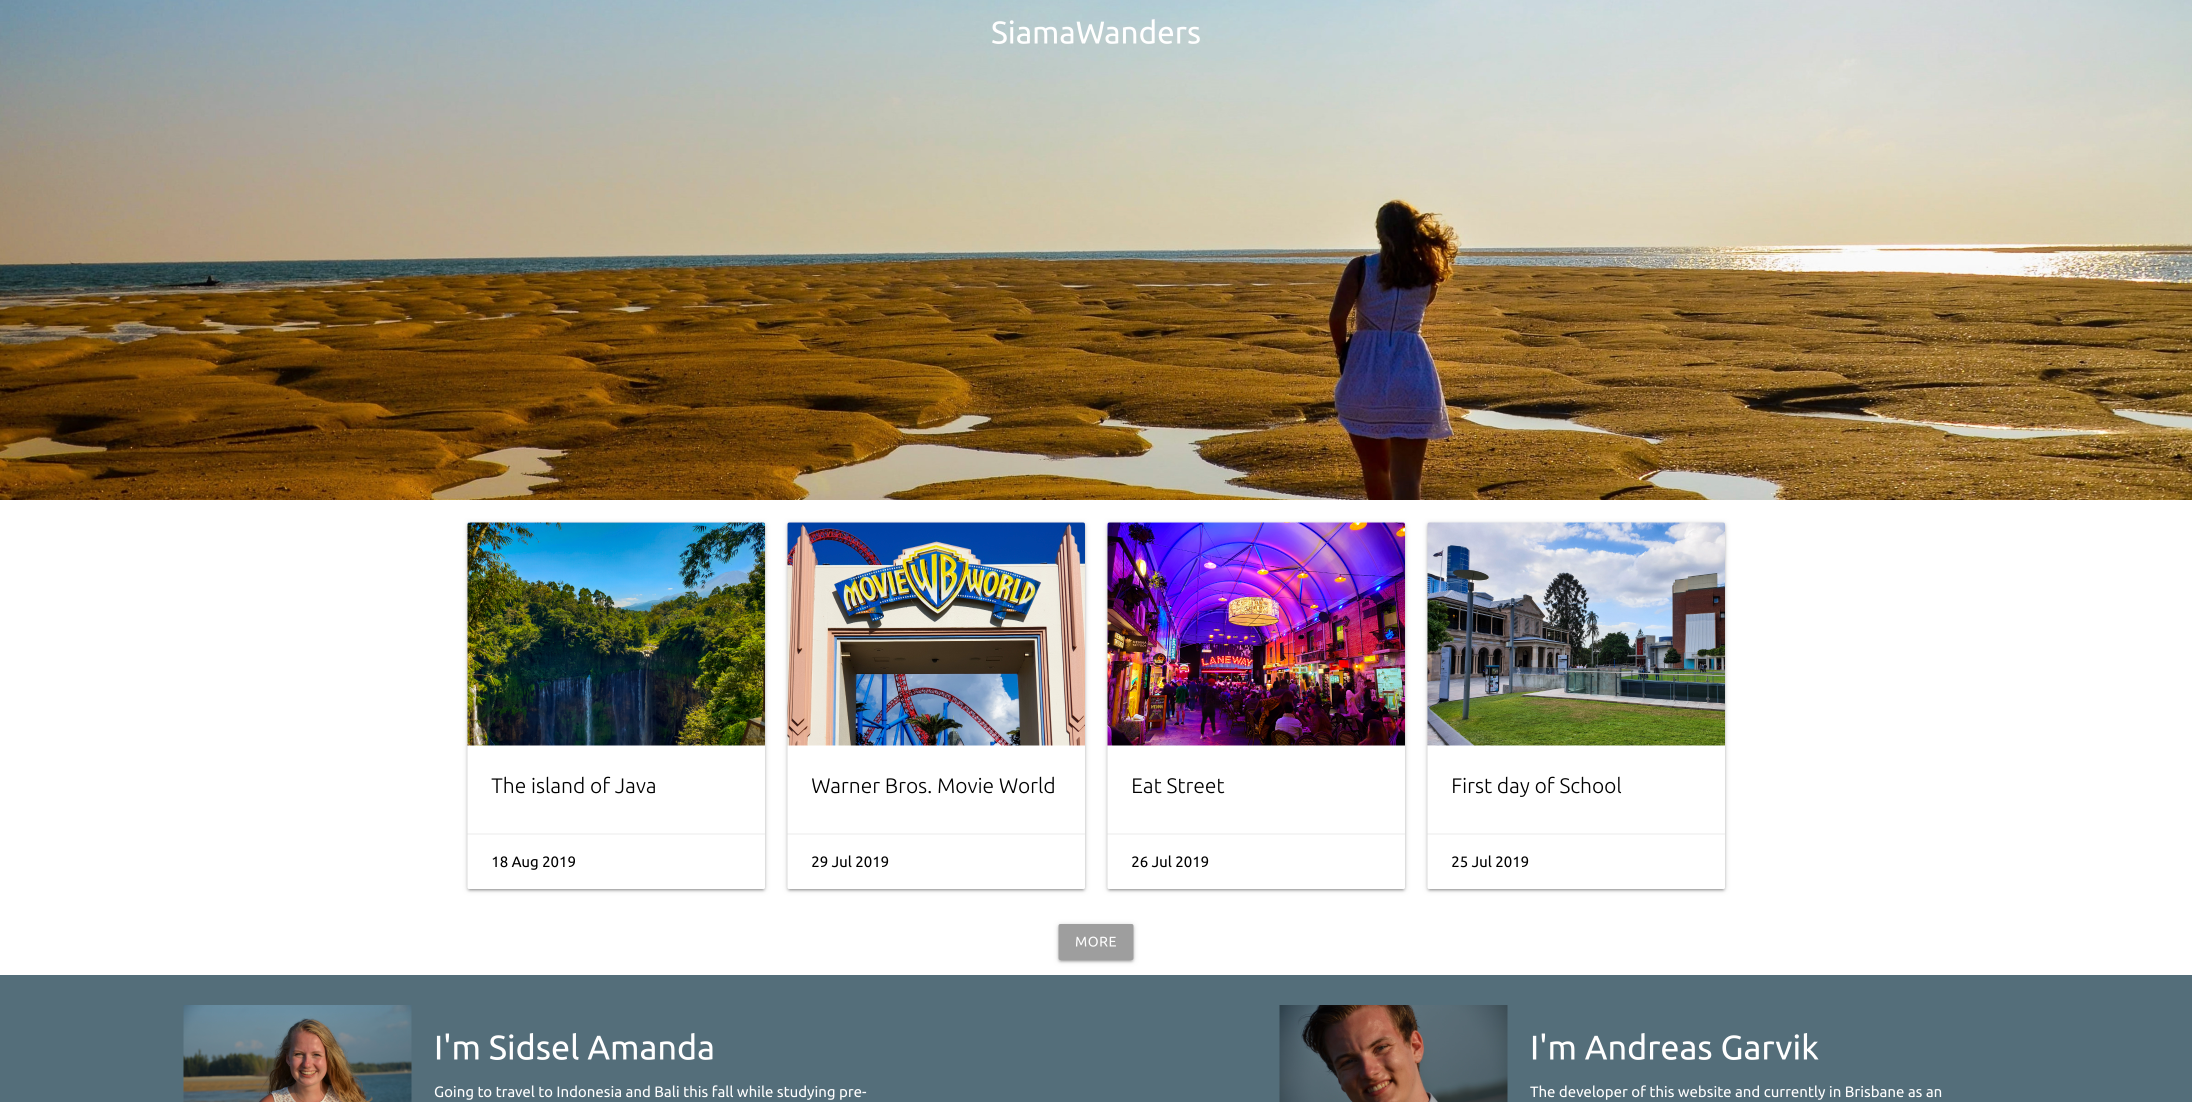 SiamaWanders
MOVIE WB WORLD
LANEWAY
The island of Java
Warner Bros. Movie World
Eat Street
First day of School
18 Aug 2019
29 Jul 2019
26 Jul 2019
25 Jul 2019
MORE
I'm Sidsel Amanda
Going to travel to Indonesia and Bali this fall while studying pre-
I'm Andreas Garvik
The developer of this website and currently in Brisbane as an